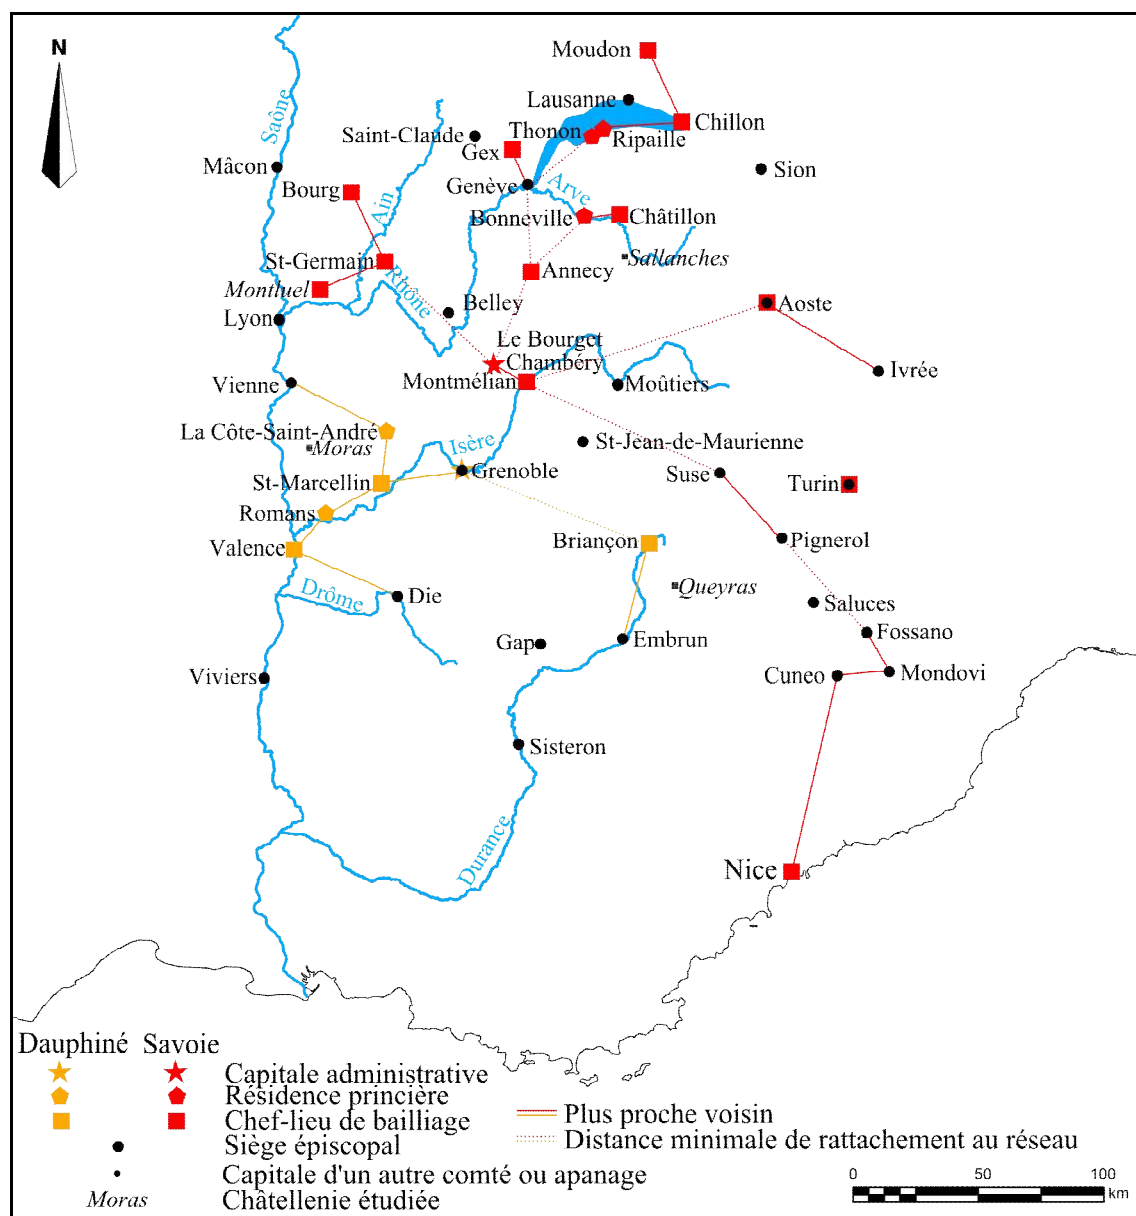 N
Moudon
Lausanne
Saône
Saint-Claude
Thonon
Chillon
Gex
Ripaille
Mâcon
Sion
Bourg
Genève
Arve
Ain
Bonneville
Châtillon
St-Germain
Sallanches
Annecy
Montluel
Rhône
Belley
Aoste
Lyon
Le Bourget
Chambéry
Ivrée
Vienne
Montmélian
Moûtiers
La Côte-Saint-André
Moras
Isère
St-Jean-de-Maurienne
Grenoble
Suse
St-Marcellin
Turin
Romans
Valence
Briançon
Pignerol
Drôme
Die
Queyras
Saluces
Gap
Embrun
Fossano
Viviers
Cuneo
Mondovi
Sisteron
Durance
Nice
Dauphiné Savoie
Capitale administrative
Résidence princière
Chef-lieu de bailliage
Siège épiscopal
Capitale d'un autre comté ou apanage
Moras Châtellenie étudiée
Plus proche voisin
Distance minimale de rattachement au réseau
0 50 100
km